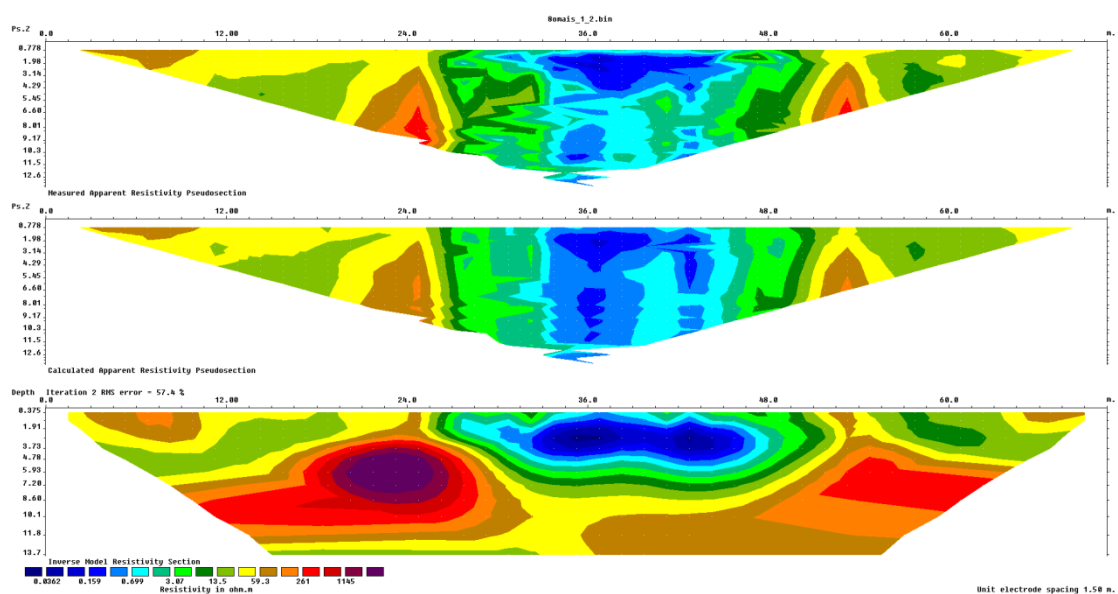 8omais_1_2.bin
Ps.Z 0.0 12.00 24.0 36.0 48.0 60.0 m.
0.778
1.98
3.14
4.29
5.45
6.60
8.01
9.17
10.3
11.5
12.6
Measured Apparent Resistivity Pseudosection
Ps.Z 0.0 12.00 24.0 36.0 48.0 60.0 m.
0.778
1.98
3.14
4.29
5.45
6.60
8.01
9.17
10.3
11.5
12.6
Calculated Apparent Resistivity Pseudosection
Depth Iteration 2 RMS error = 57.4 %
0.0 12.00 24.0 36.0 48.0 60.0 m.
0.375
1.91
3.73
4.78
5.93
7.20
8.60
10.1
11.8
13.7
Inverse Model Resistivity Section
0.0362 0.159 0.699 3.07 13.5 59.3 261 1145
Resistivity in ohm.m
Unit electrode spacing 1.50 m.